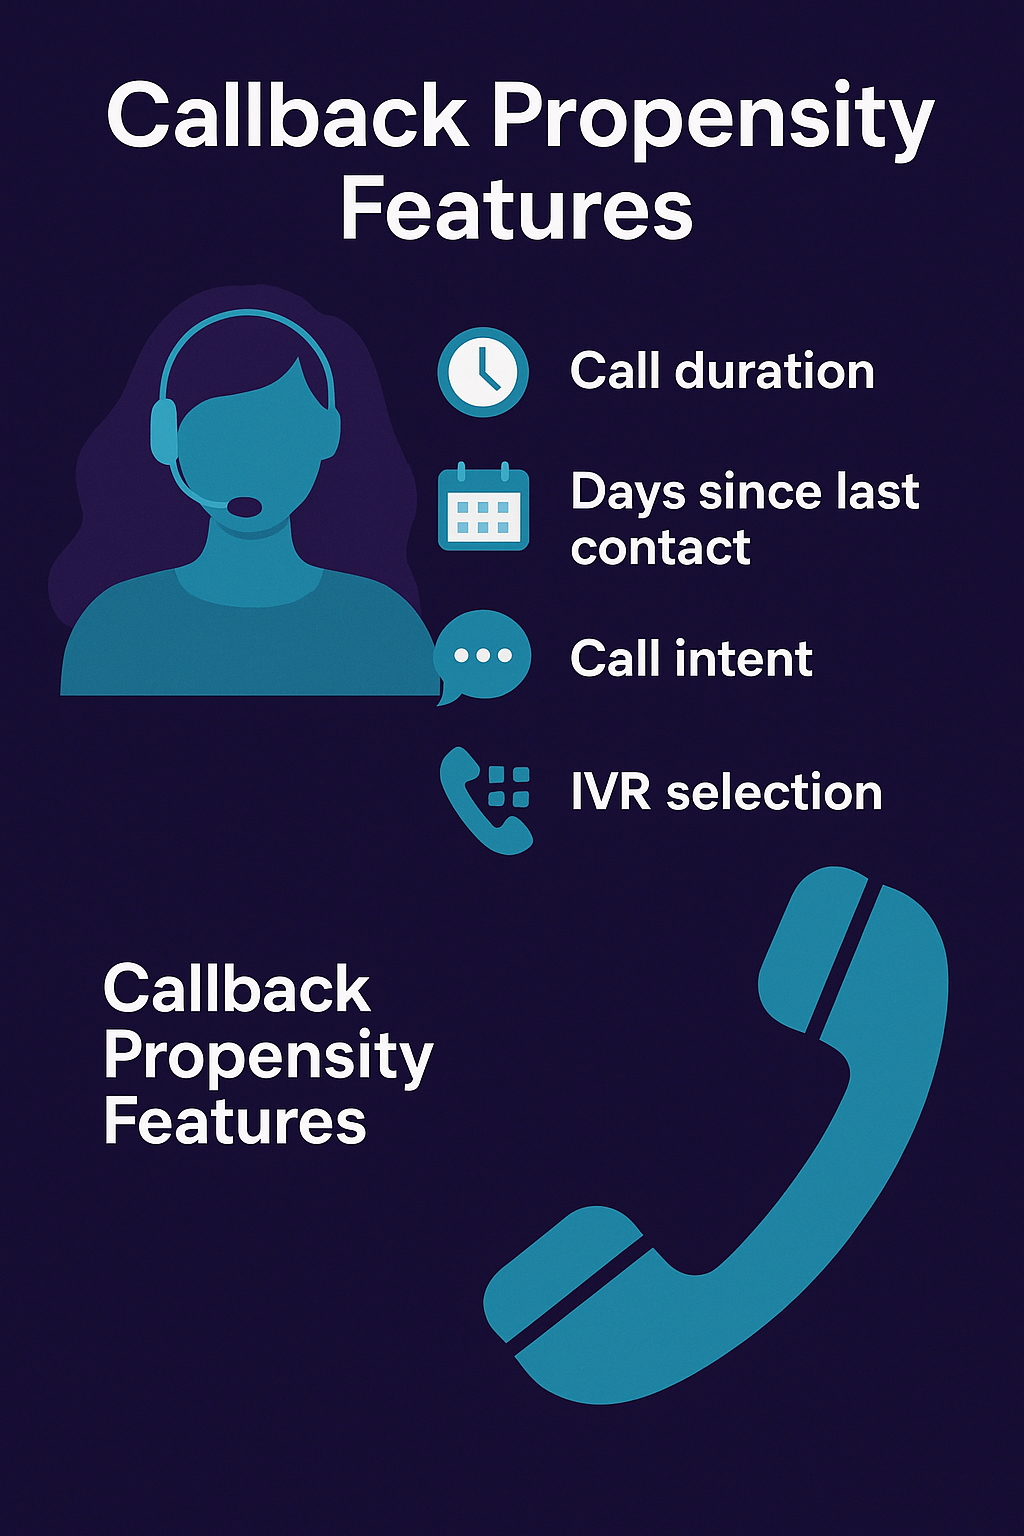 Callback Propensity
Features
Call duration
Days since last
contact
Call intent
IVR selection
Callback
Propensity
Features